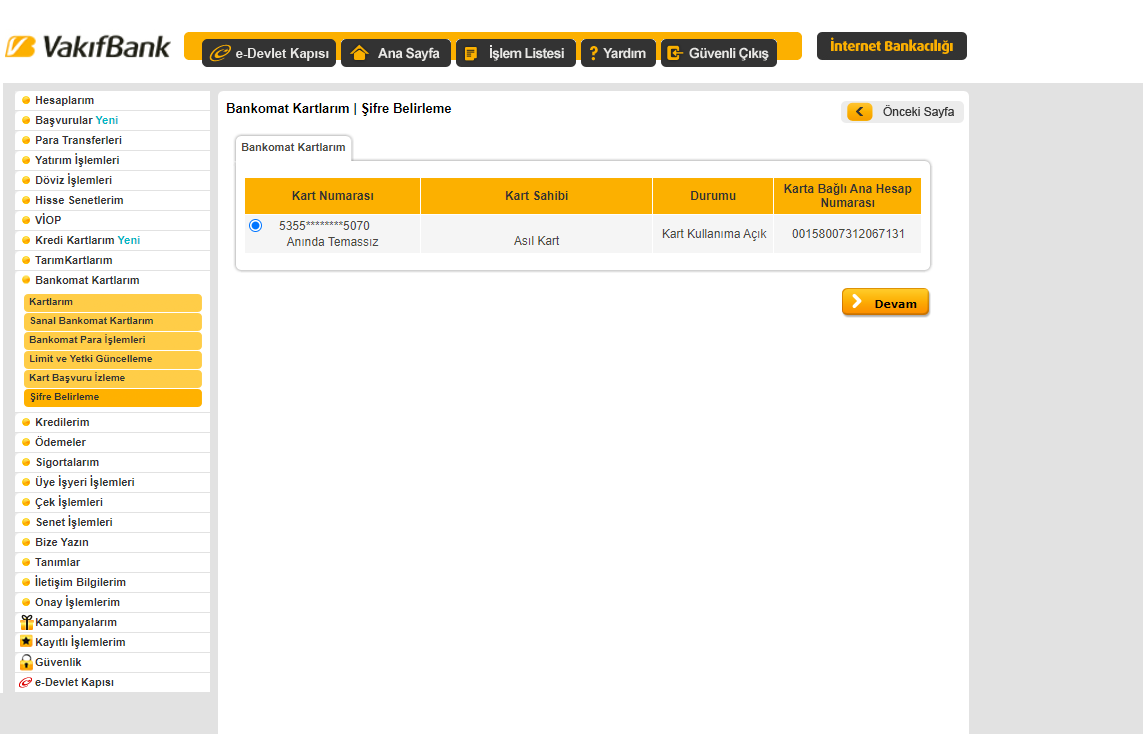 VakıfBank
e-Devlet Kapısı
Ana Sayfa
İşlem Listesi
? Yardım
Güvenli Çıkış
İnternet Bankacılığı
Hesaplarım
Başvurular Yeni
Para Transferleri
Yatırım İşlemleri
Döviz İşlemleri
Hisse Senetlerim
VİOP
Kredi Kartlarım Yeni
TarımKartlarım
Bankomat Kartlarım
Kartlarım
Sanal Bankomat Kartlarım
Bankomat Para İşlemleri
Limit ve Yetki Güncelleme
Kart Başvuru İzleme
Şifre Belirleme
Kredilerim
Ödemeler
Sigortalarım
Üye İşyeri İşlemleri
Çek İşlemleri
Senet İşlemleri
Bize Yazın
Tanımlar
İletişim Bilgilerim
Onay İşlemlerim
Kampanyalarım
Kayıtlı İşlemlerim
Güvenlik
e-Devlet Kapısı
Bankomat Kartlarım | Şifre Belirleme
Önceki Sayfa
Bankomat Kartlarım
Kart Numarası
Kart Sahibi
Durumu
Karta Bağlı Ana Hesap
Numarası
5355********5070
Anında Temassız
Asıl Kart
Kart Kullanıma Açık
00158007312067131
Devam